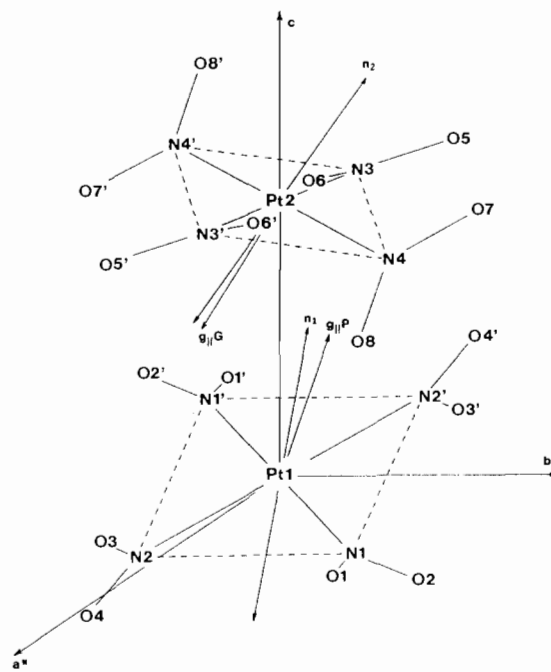 c
n₂
O8'
O5
N4'
N3
O6
O7'
Pt2
O7
O6'
N3'
N4
O5'
n₁
g||P
g||G
O8
O4'
O2'
O1'
N1'
N2'
O3'
Pt1
b
O3
N2
N1
O1
O2
O4
a*